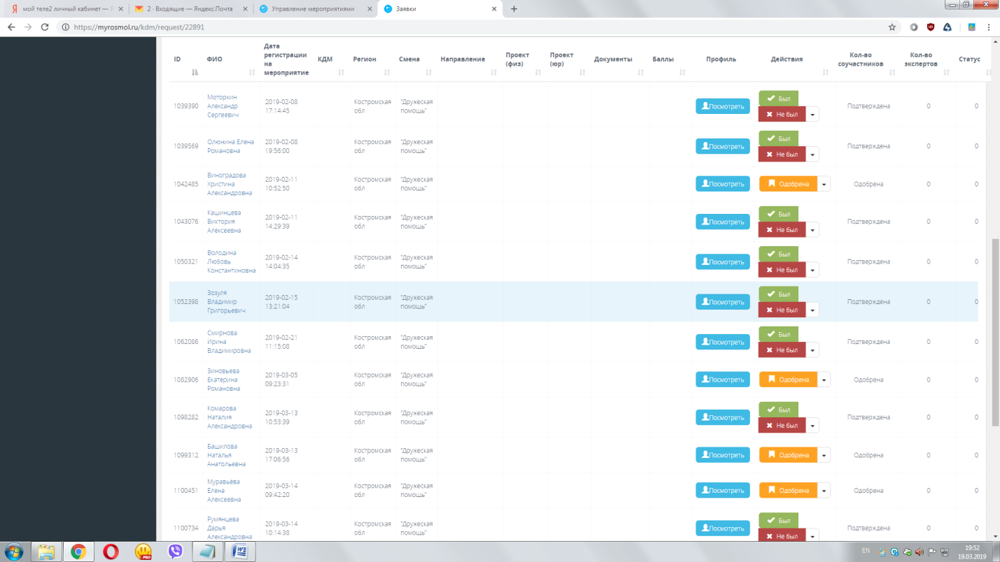 мой теле2 личный кабинет — Я
2 - Входящие — Яндекс.Почта
Управление мероприятиями
Заявки
https://myrosmol.ru/kdm/request/22891
ID ФИО Дата регистрации на мероприятие КДМ Регион Смена Направление Проект (физ) Проект (юр) Документы Баллы Профиль Действия Кол-во соучастников Кол-во экспертов Статус
1039390 Моторкин Александр Сергеевич 2019-02-08 17:14:45 Костромская обл "Дружеская помощь" Посмотреть Был Не был Подтверждена 0 0
1039569 Олюнина Елена Романовна 2019-02-08 19:56:00 Костромская обл "Дружеская помощь" Посмотреть Был Не был Подтверждена 0 0
1042485 Виноградова Христина Александровна 2019-02-11 10:52:50 Костромская обл "Дружеская помощь" Посмотреть Одобрена Одобрена 0 0
1043076 Кашинцева Виктория Алексеевна 2019-02-11 14:29:39 Костромская обл "Дружеская помощь" Посмотреть Был Не был Подтверждена 0 0
1050321 Володина Любовь Константиновна 2019-02-14 14:04:35 Костромская обл "Дружеская помощь" Посмотреть Был Не был Подтверждена 0 0
1052398 Зозуля Владимир Григорьевич 2019-02-15 13:21:04 Костромская обл "Дружеская помощь" Посмотреть Был Не был Подтверждена 0 0
1062086 Смирнова Ирина Владимировна 2019-02-21 11:15:08 Костромская обл "Дружеская помощь" Посмотреть Был Не был Подтверждена 0 0
1082906 Зиновьева Екатерина Романовна 2019-03-05 09:23:31 Костромская обл "Дружеская помощь" Посмотреть Одобрена Одобрена 0 0
1098282 Комарова Наталия Александровна 2019-03-13 10:53:39 Костромская обл "Дружеская помощь" Посмотреть Был Не был Подтверждена 0 0
1099312 Башилова Наталья Анатольевна 2019-03-13 17:06:56 Костромская обл "Дружеская помощь" Посмотреть Одобрена Одобрена 0 0
1100451 Муравьёва Елена Алексеевна 2019-03-14 09:42:20 Костромская обл "Дружеская помощь" Посмотреть Одобрена Одобрена 0 0
1100734 Румянцева Дарья Александровна 2019-03-14 10:14:38 Костромская обл "Дружеская помощь" Посмотреть Был Не был Подтверждена 0 0
PRO
EN
19:52
19.03.2019